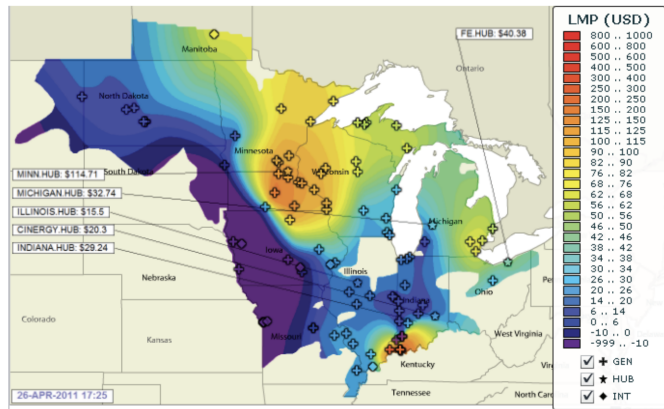 FE.HUB: $40.38
Manitoba
Ontario
North Dakota
Minnesota
South Dakota
Wisconsin
MINN.HUB: $114.71
MICHIGAN.HUB: $32.74
ILLINOIS.HUB: $15.5
CINERGY.HUB: $20.3
INDIANA.HUB: $29.24
Michigan
Iowa
Nebraska
Illinois
Indiana
Ohio
Colorado
Kansas
Missouri
West Virginia
Kentucky
Tennessee
North Car
26-APR-2011 17:25
LMP (USD)
800 .. 1000
600 .. 800
500 .. 600
400 .. 500
300 .. 400
250 .. 300
200 .. 250
150 .. 200
125 .. 150
115 .. 125
100 .. 115
90 .. 100
82 .. 90
76 .. 82
68 .. 76
62 .. 68
56 .. 62
50 .. 56
46 .. 50
42 .. 46
38 .. 42
34 .. 38
30 .. 34
26 .. 30
20 .. 26
14 .. 20
6 .. 14
0 .. 6
-10 .. 0
-999 .. -10
GEN
HUB
INT